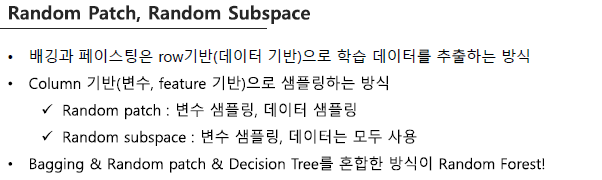 Random Patch, Random Subspace
• 배깅과 페이스팅은 row기반(데이터 기반)으로 학습 데이터를 추출하는 방식
• Column 기반(변수, feature 기반)으로 샘플링하는 방식
✓ Random patch : 변수 샘플링, 데이터 샘플링
✓ Random subspace : 변수 샘플링, 데이터는 모두 사용
• Bagging & Random patch & Decision Tree를 혼합한 방식이 Random Forest!